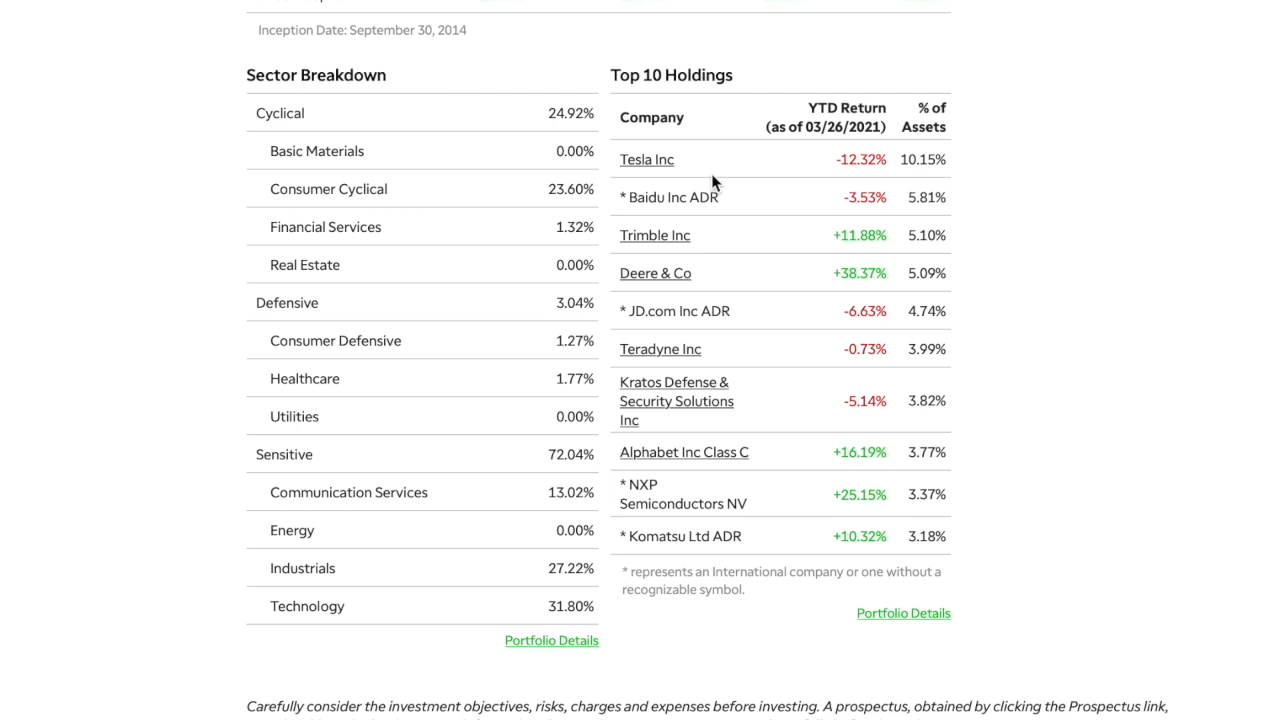 Inception Date: September 30, 2014
Sector Breakdown
Cyclical 24.92%
Basic Materials 0.00%
Consumer Cyclical 23.60%
Financial Services 1.32%
Real Estate 0.00%
Defensive 3.04%
Consumer Defensive 1.27%
Healthcare 1.77%
Utilities 0.00%
Sensitive 72.04%
Communication Services 13.02%
Energy 0.00%
Industrials 27.22%
Technology 31.80%
Portfolio Details
Top 10 Holdings
Company YTD Return (as of 03/26/2021) % of Assets
Tesla Inc -12.32% 10.15%
* Baidu Inc ADR -3.53% 5.81%
Trimble Inc +11.88% 5.10%
Deere & Co +38.37% 5.09%
* JD.com Inc ADR -6.63% 4.74%
Teradyne Inc -0.73% 3.99%
Kratos Defense &
Security Solutions -5.14% 3.82%
Inc
Alphabet Inc Class C +16.19% 3.77%
* NXP
Semiconductors NV +25.15% 3.37%
* Komatsu Ltd ADR +10.32% 3.18%
* represents an International company or one without a
recognizable symbol.
Portfolio Details
Carefully consider the investment objectives, risks, charges and expenses before investing. A prospectus, obtained by clicking the Prospectus link,